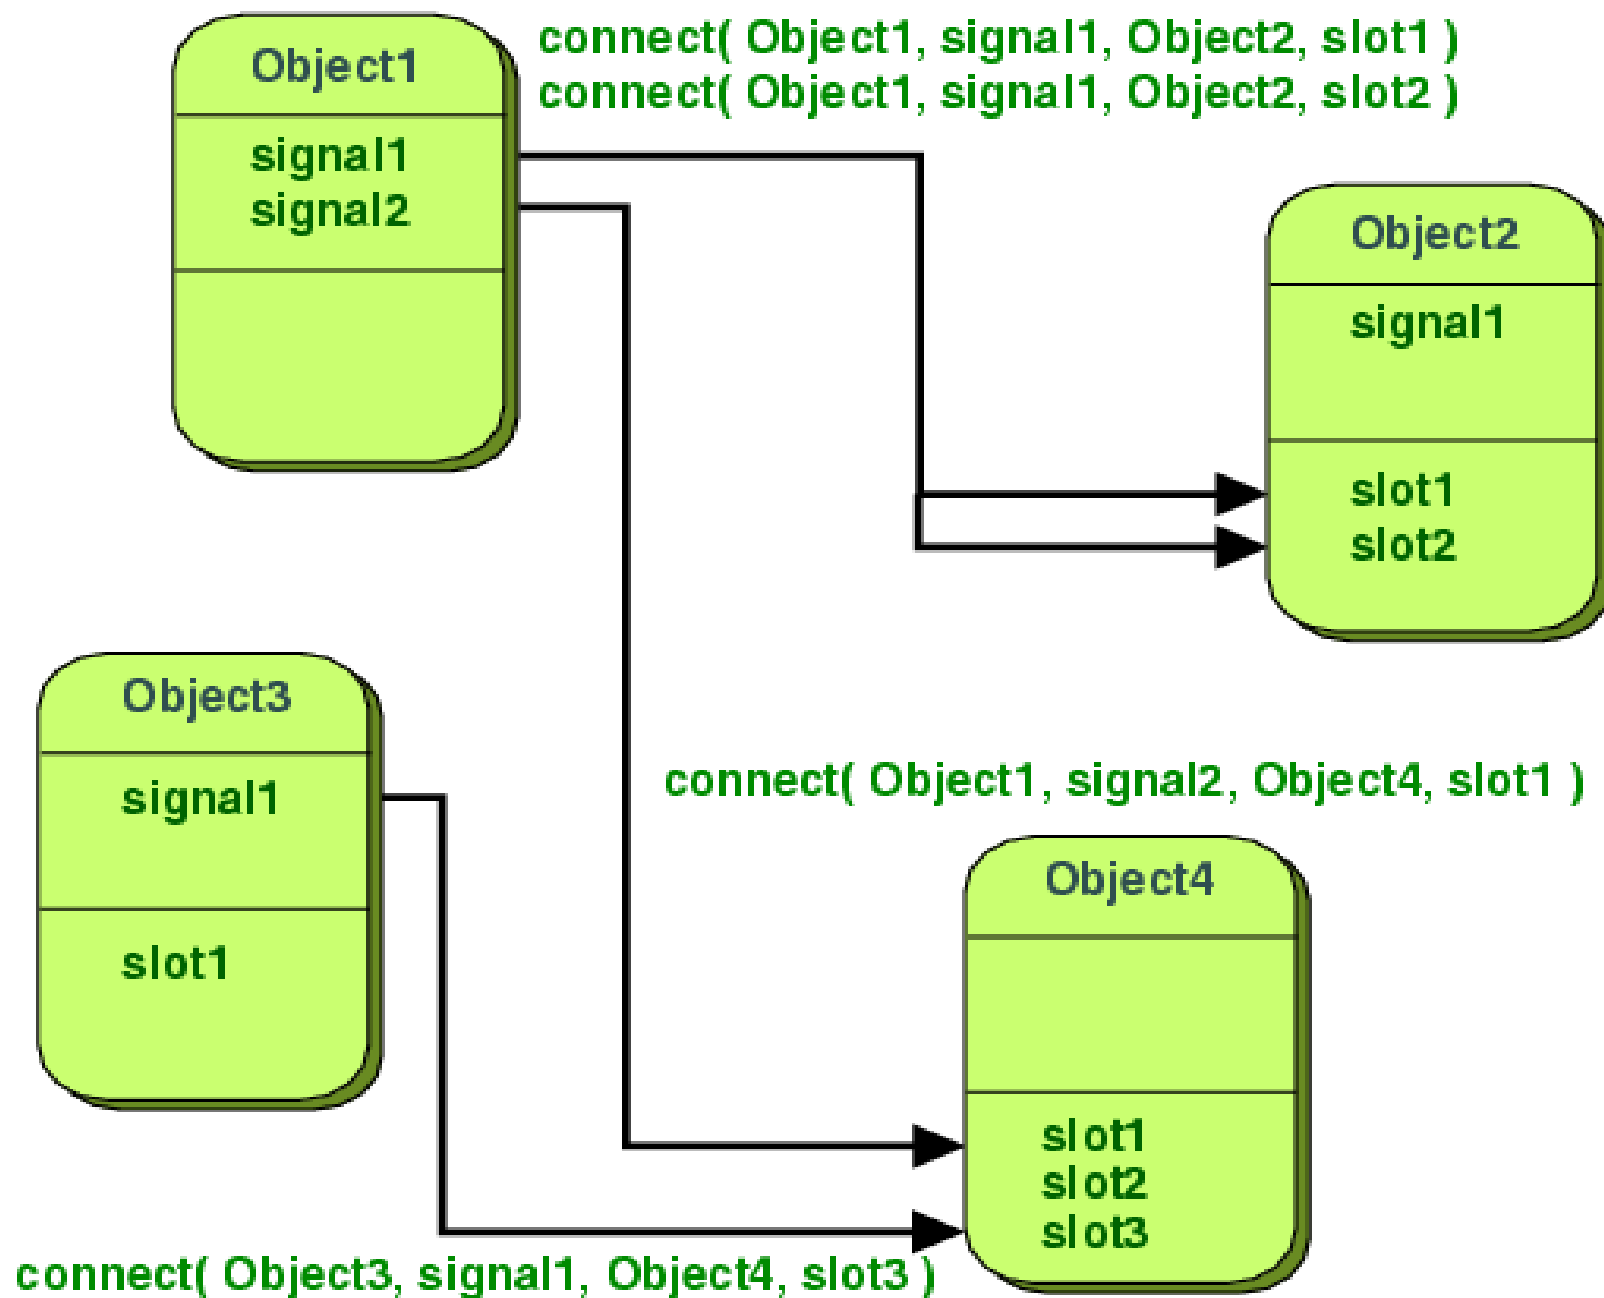 Object1
signal1
signal2
connect( Object1, signal1, Object2, slot1 )
connect( Object1, signal1, Object2, slot2 )
Object2
signal1
slot1
slot2
Object3
signal1
slot1
connect( Object1, signal2, Object4, slot1 )
Object4
slot1
slot2
slot3
connect( Object3, signal1, Object4, slot3 )